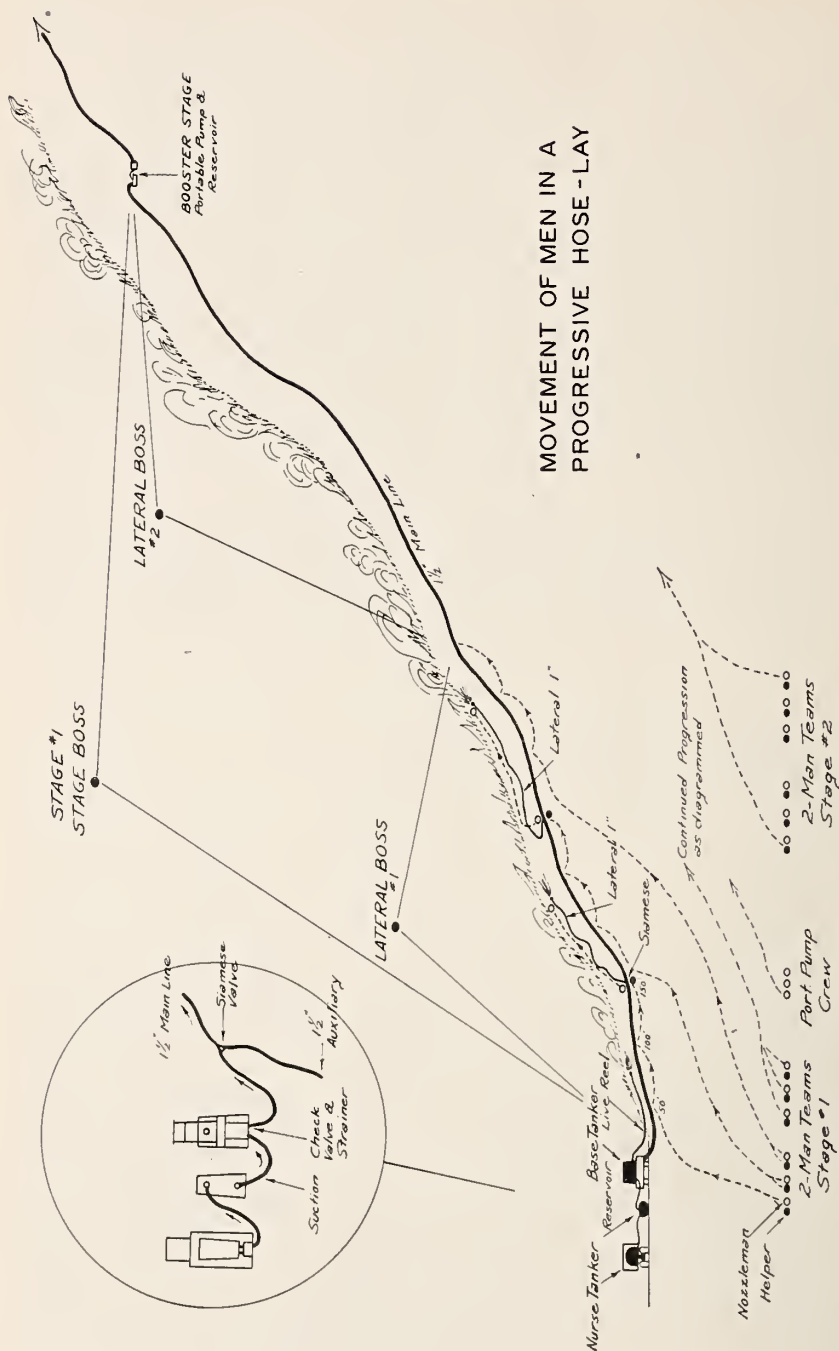 MOVEMENT OF MEN IN A
PROGRESSIVE HOSE-LAY
BOOSTER STAGE
Portable Pump &
Reservoir
STAGE #1
STAGE BOSS
LATERAL BOSS
#2
LATERAL BOSS
#1
1½" Main Line
Siamese
Valve
1½"
Auxiliary
Check
Valve &
Strainer
Suction
1½" Main Line
Lateral 1"
Lateral 1"
Siamese
Nurse Tanker
Reservoir
Base Tanker
Live Reel
50'
100'
150'
Continued Progression
as diagrammed
Nozzleman
Helper
2-Man Teams
Stage #1
Port. Pump
Crew
2-Man Teams
Stage #2